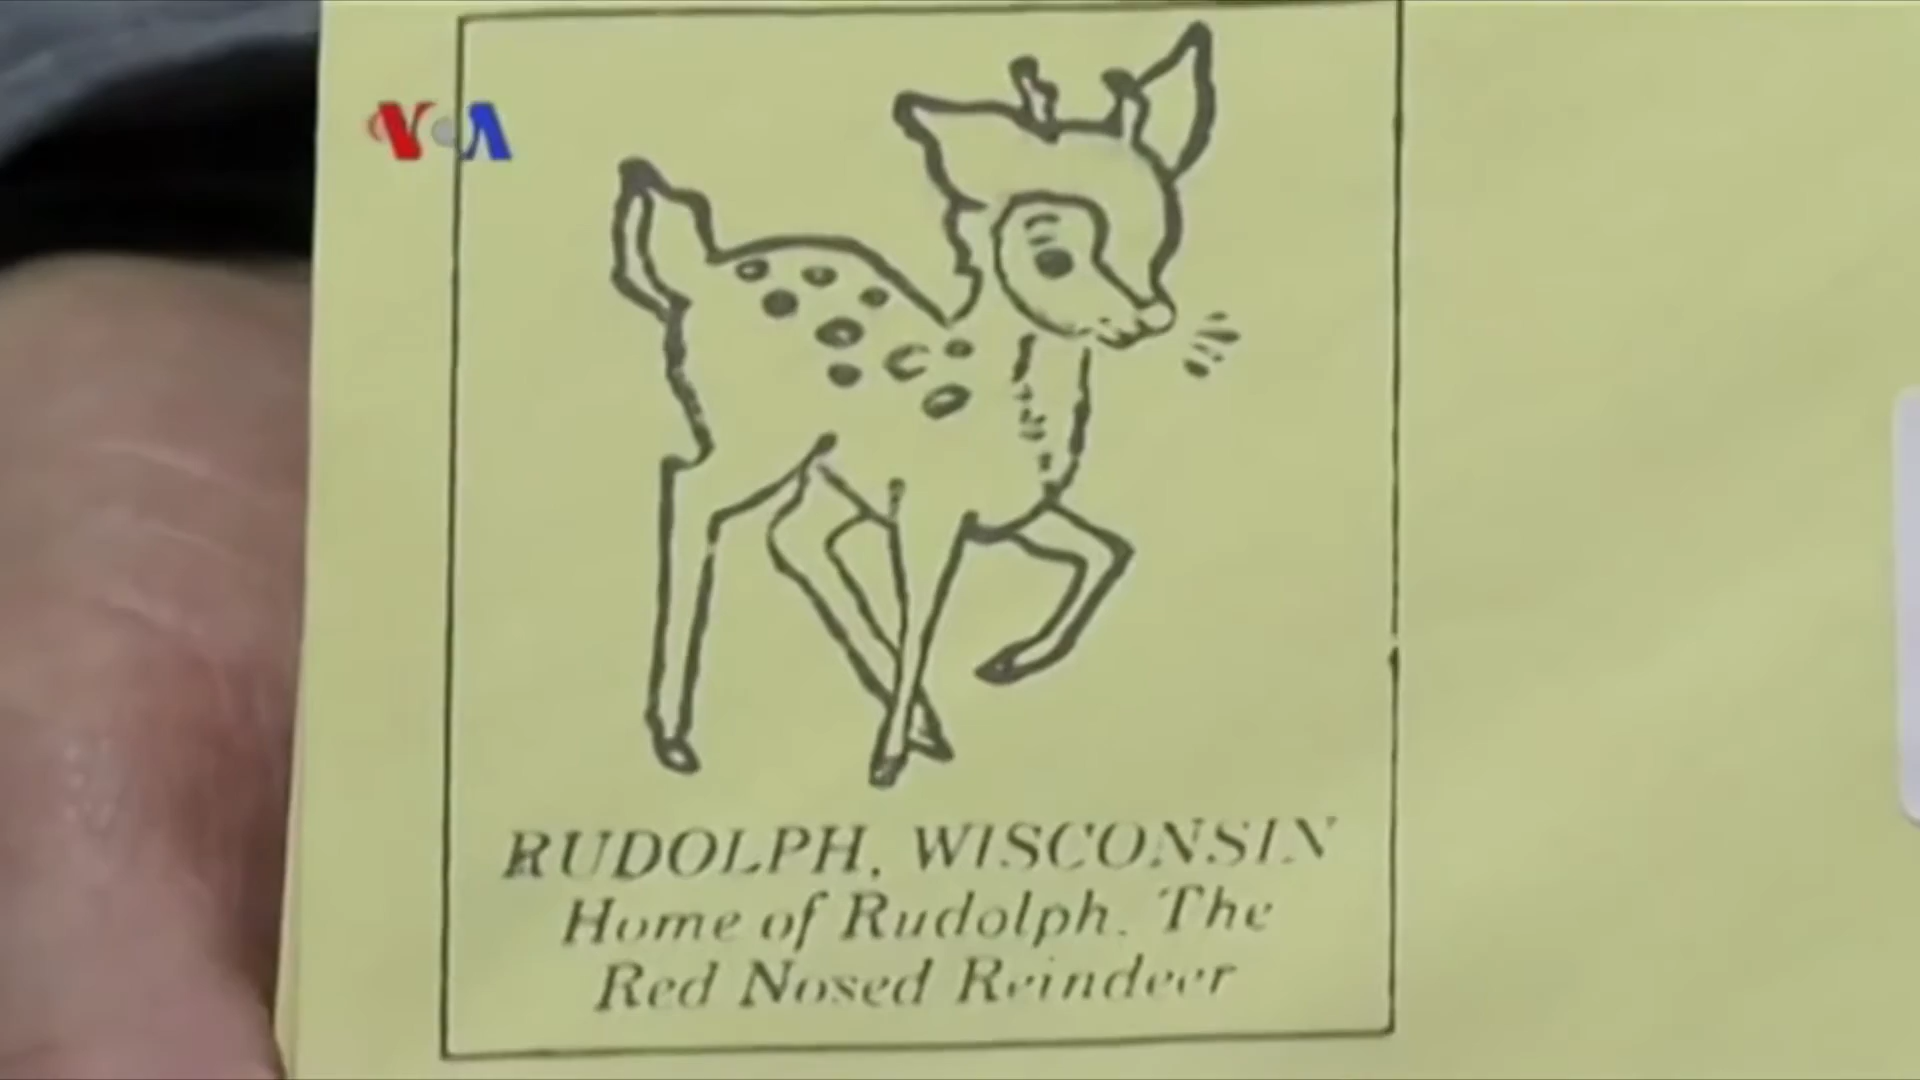 VOA
RUDOLPH, WISCONSIN
Home of Rudolph, The
Red Nosed Reindeer